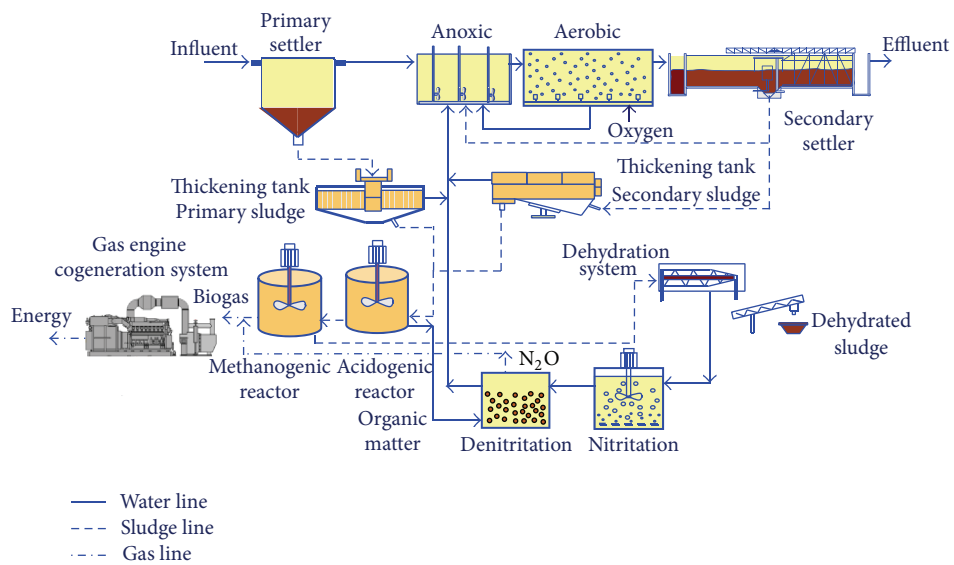 Influent
Primary
settler
Anoxic
Aerobic
Effluent
Oxygen
Secondary
settler
Thickening tank
Primary sludge
Thickening tank
Secondary sludge
Gas engine
cogeneration system
Dehydration
system
Energy
Biogas
Dehydrated
sludge
Methanogenic
reactor
Acidogenic
reactor
N₂O
Organic
matter
Denitritation
Nitritation
Water line
Sludge line
Gas line